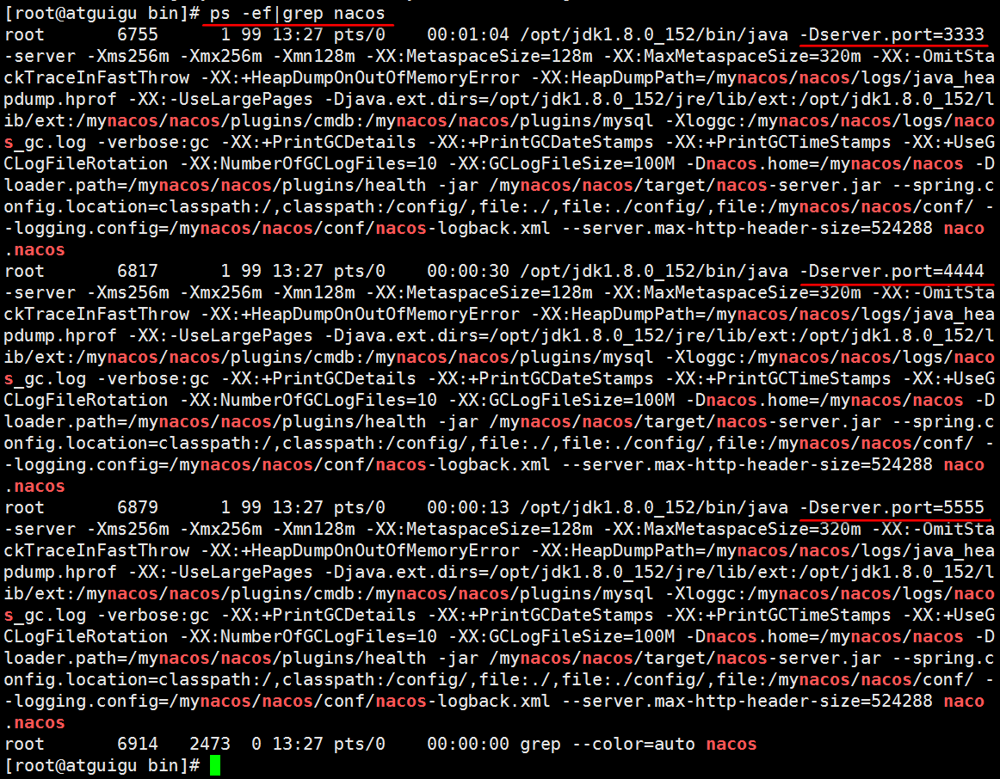 [root@atguigu bin]# ps -ef|grep nacos
root       6755      1 99 13:27 pts/0    00:01:04 /opt/jdk1.8.0_152/bin/java -Dserver.port=3333
-server -Xms256m -Xmx256m -Xmn128m -XX:MetaspaceSize=128m -XX:MaxMetaspaceSize=320m -XX:-OmitSta
ckTraceInFastThrow -XX:+HeapDumpOnOutOfMemoryError -XX:HeapDumpPath=/mynacos/nacos/logs/java_hea
pdump.hprof -XX:-UseLargePages -Djava.ext.dirs=/opt/jdk1.8.0_152/jre/lib/ext:/opt/jdk1.8.0_152/l
ib/ext:/mynacos/nacos/plugins/cmdb:/mynacos/nacos/plugins/mysql -Xloggc:/mynacos/nacos/logs/naco
s_gc.log -verbose:gc -XX:+PrintGCDetails -XX:+PrintGCDateStamps -XX:+PrintGCTimeStamps -XX:+UseG
CLogFileRotation -XX:NumberOfGCLogFiles=10 -XX:GCLogFileSize=100M -Dnacos.home=/mynacos/nacos -D
loader.path=/mynacos/nacos/plugins/health -jar /mynacos/nacos/target/nacos-server.jar --spring.c
onfig.location=classpath:/,classpath:/config/,file:./,file:./config/,file:/mynacos/nacos/conf/ -
-logging.config=/mynacos/nacos/conf/nacos-logback.xml --server.max-http-header-size=524288 naco
.nacos
root       6817      1 99 13:27 pts/0    00:00:30 /opt/jdk1.8.0_152/bin/java -Dserver.port=4444
-server -Xms256m -Xmx256m -Xmn128m -XX:MetaspaceSize=128m -XX:MaxMetaspaceSize=320m -XX:-OmitSta
ckTraceInFastThrow -XX:+HeapDumpOnOutOfMemoryError -XX:HeapDumpPath=/mynacos/nacos/logs/java_hea
pdump.hprof -XX:-UseLargePages -Djava.ext.dirs=/opt/jdk1.8.0_152/jre/lib/ext:/opt/jdk1.8.0_152/l
ib/ext:/mynacos/nacos/plugins/cmdb:/mynacos/nacos/plugins/mysql -Xloggc:/mynacos/nacos/logs/naco
s_gc.log -verbose:gc -XX:+PrintGCDetails -XX:+PrintGCDateStamps -XX:+PrintGCTimeStamps -XX:+UseG
CLogFileRotation -XX:NumberOfGCLogFiles=10 -XX:GCLogFileSize=100M -Dnacos.home=/mynacos/nacos -D
loader.path=/mynacos/nacos/plugins/health -jar /mynacos/nacos/target/nacos-server.jar --spring.c
onfig.location=classpath:/,classpath:/config/,file:./,file:./config/,file:/mynacos/nacos/conf/ -
-logging.config=/mynacos/nacos/conf/nacos-logback.xml --server.max-http-header-size=524288 naco
.nacos
root       6879      1 99 13:27 pts/0    00:00:13 /opt/jdk1.8.0_152/bin/java -Dserver.port=5555
-server -Xms256m -Xmx256m -Xmn128m -XX:MetaspaceSize=128m -XX:MaxMetaspaceSize=320m -XX:-OmitSta
ckTraceInFastThrow -XX:+HeapDumpOnOutOfMemoryError -XX:HeapDumpPath=/mynacos/nacos/logs/java_hea
pdump.hprof -XX:-UseLargePages -Djava.ext.dirs=/opt/jdk1.8.0_152/jre/lib/ext:/opt/jdk1.8.0_152/l
ib/ext:/mynacos/nacos/plugins/cmdb:/mynacos/nacos/plugins/mysql -Xloggc:/mynacos/nacos/logs/naco
s_gc.log -verbose:gc -XX:+PrintGCDetails -XX:+PrintGCDateStamps -XX:+PrintGCTimeStamps -XX:+UseG
CLogFileRotation -XX:NumberOfGCLogFiles=10 -XX:GCLogFileSize=100M -Dnacos.home=/mynacos/nacos -D
loader.path=/mynacos/nacos/plugins/health -jar /mynacos/nacos/target/nacos-server.jar --spring.c
onfig.location=classpath:/,classpath:/config/,file:./,file:./config/,file:/mynacos/nacos/conf/ -
-logging.config=/mynacos/nacos/conf/nacos-logback.xml --server.max-http-header-size=524288 naco
.nacos
root       6914   2473  0 13:27 pts/0    00:00:00 grep --color=auto nacos
[root@atguigu bin]#